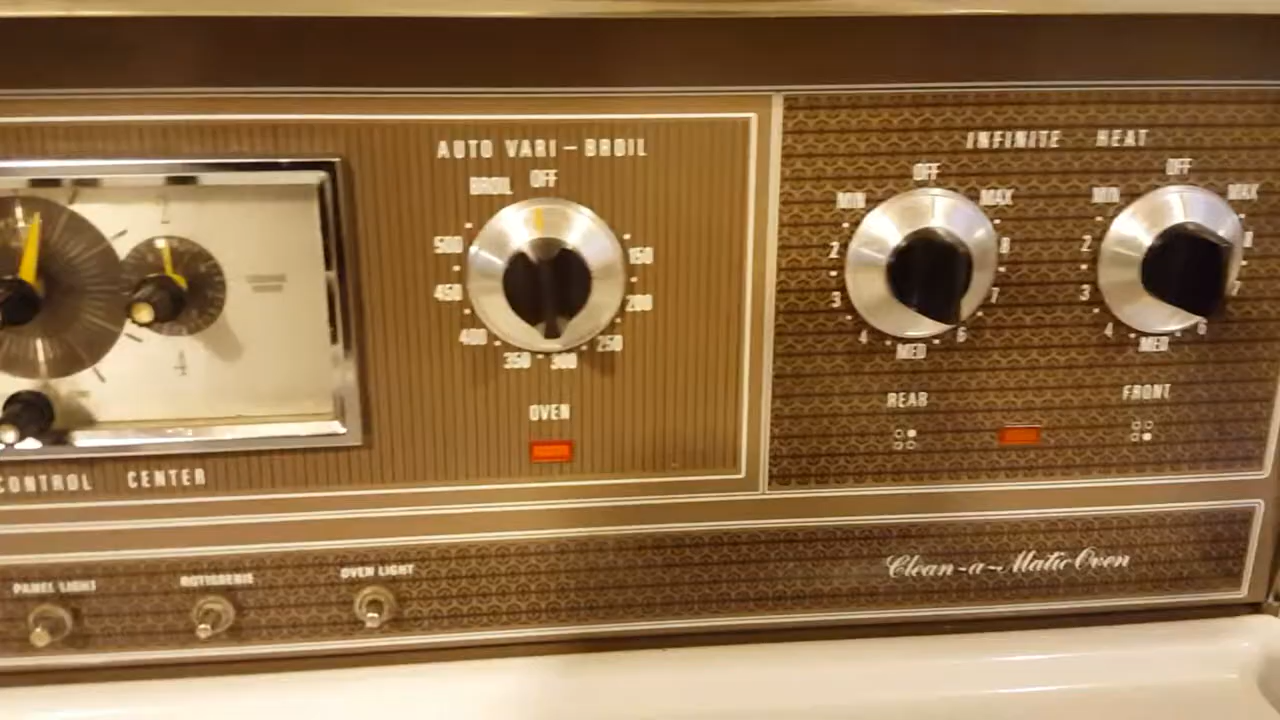 AUTO VARI-BROIL
BROIL OFF
500 150
450 200
400 250
350 300
OVEN
INFINITE HEAT
OFF
MIN MAX
2 8
3 7
4 6
MED
REAR
OFF
MIN MAX
2 8
3 7
4 6
MED
FRONT
4
CONTROL CENTER
PANEL LIGHT
ROTISSERIE
OVEN LIGHT
Clean-a-Matic Oven